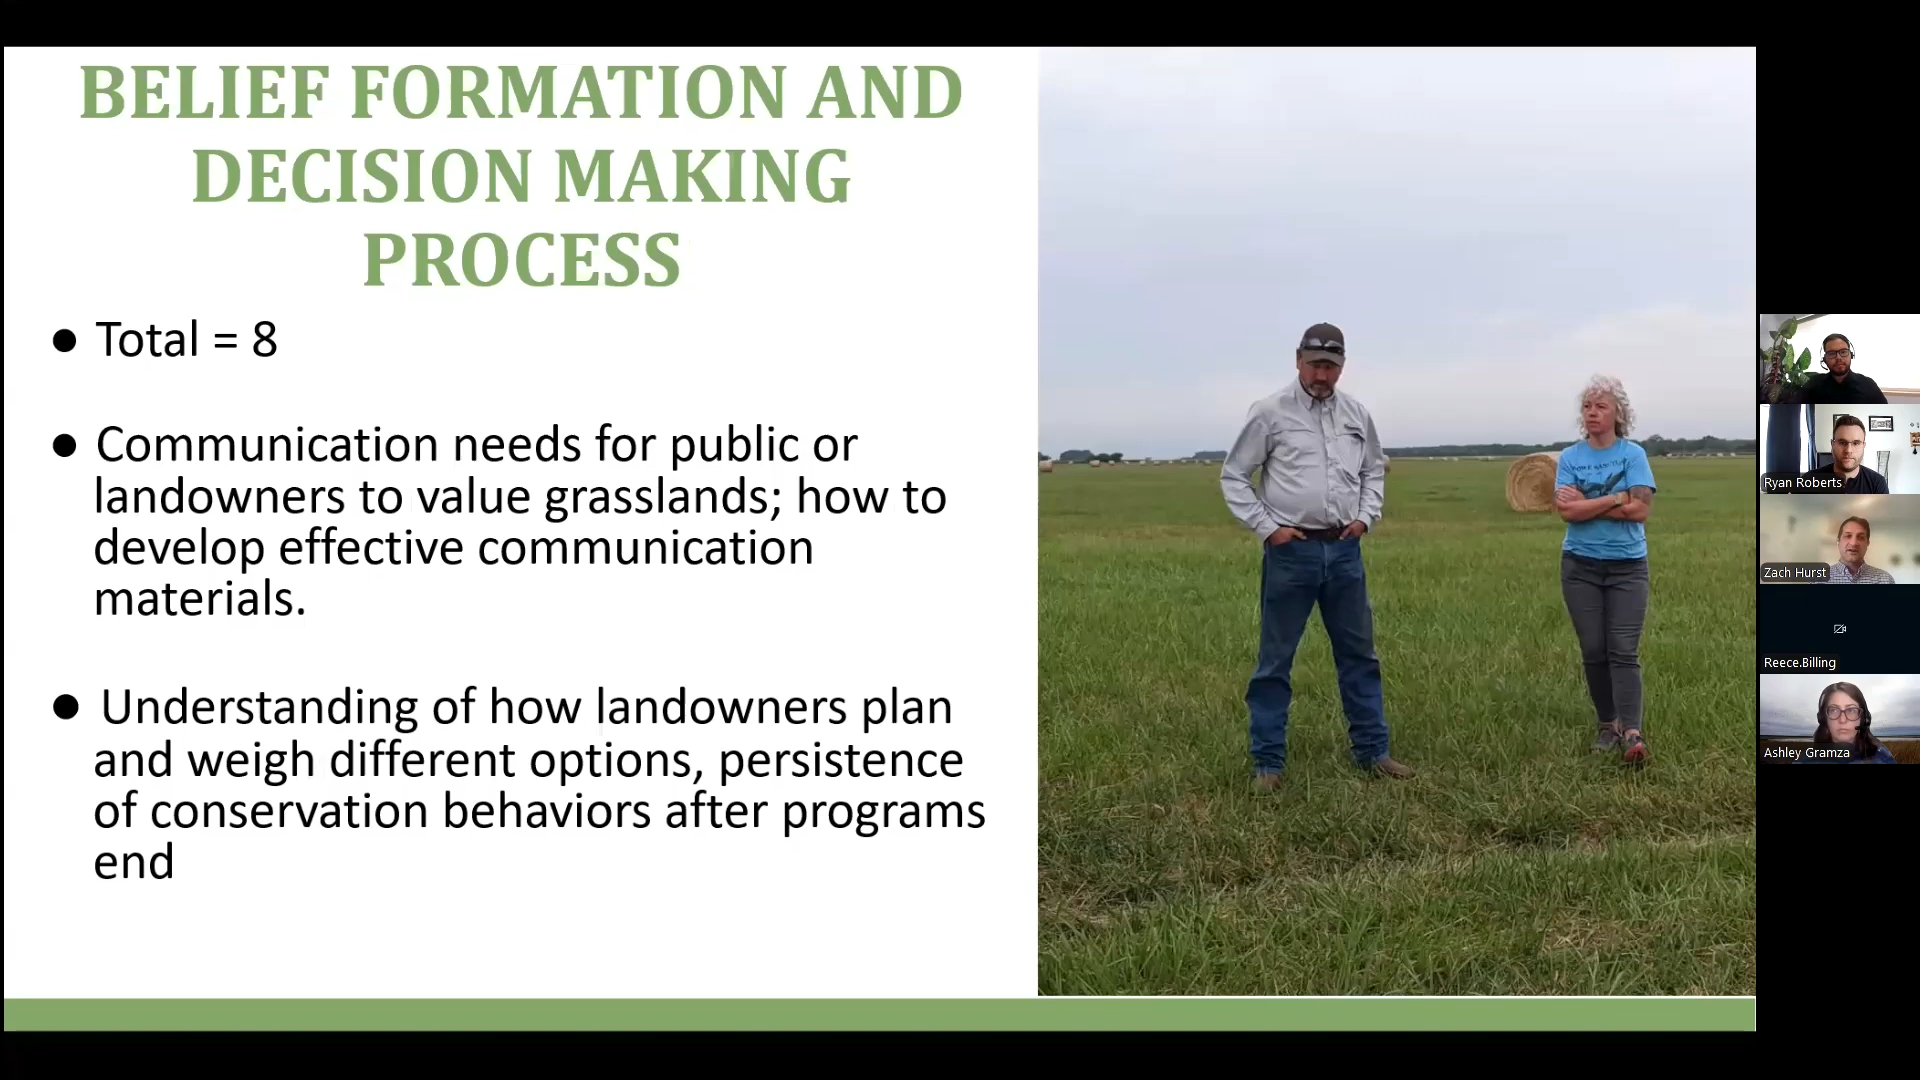 BELIEF FORMATION AND
DECISION MAKING
PROCESS
● Total = 8
● Communication needs for public or
landowners to value grasslands; how to
develop effective communication
materials.
● Understanding of how landowners plan
and weigh different options, persistence
of conservation behaviors after programs
end
Ryan Roberts
Zach Hurst
Reece.Billing
Ashley Gramza